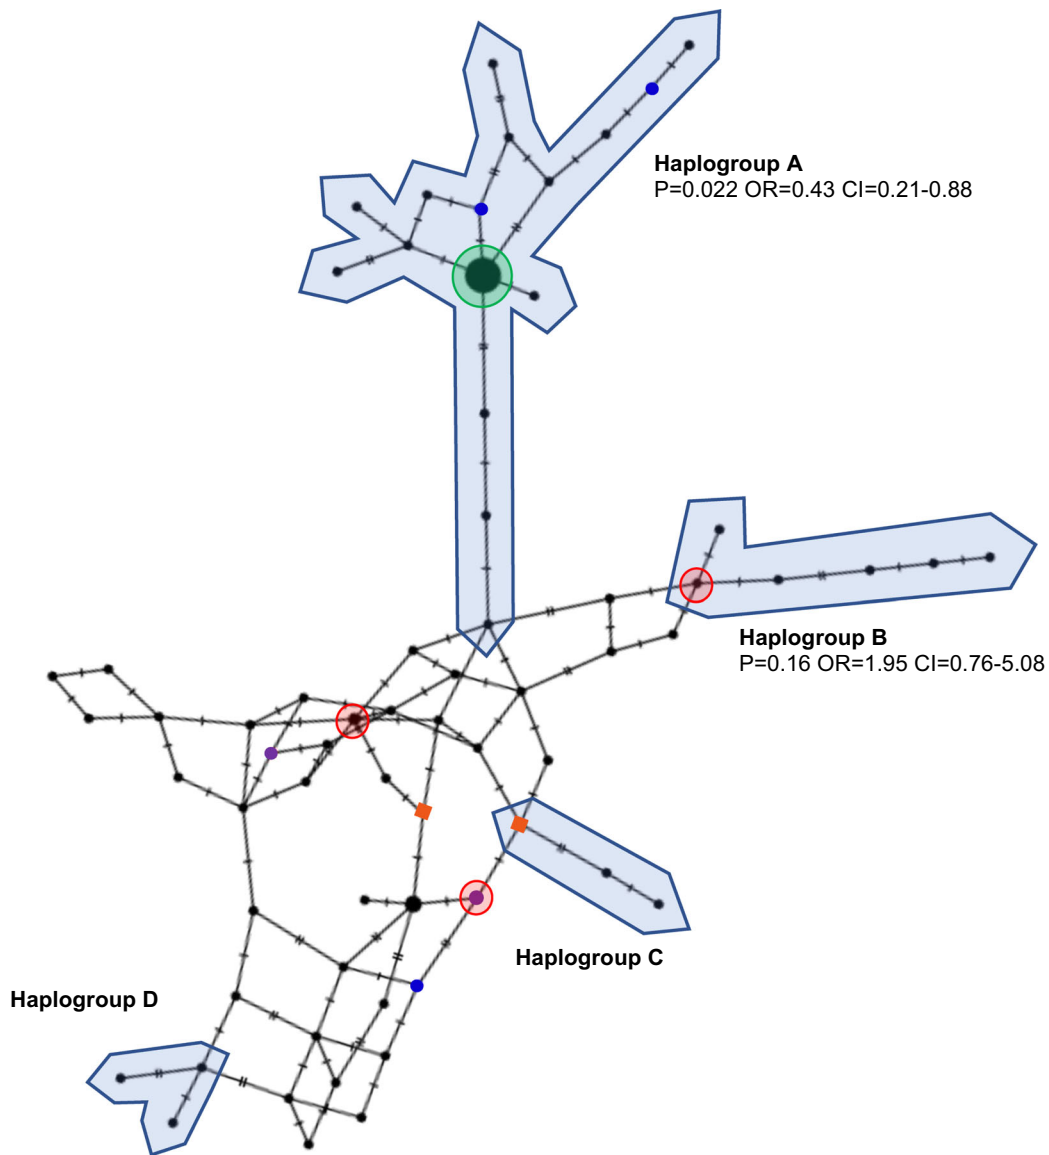 Haplogroup A
P=0.022 OR=0.43 CI=0.21-0.88
Haplogroup B
P=0.16 OR=1.95 CI=0.76-5.08
Haplogroup C
Haplogroup D